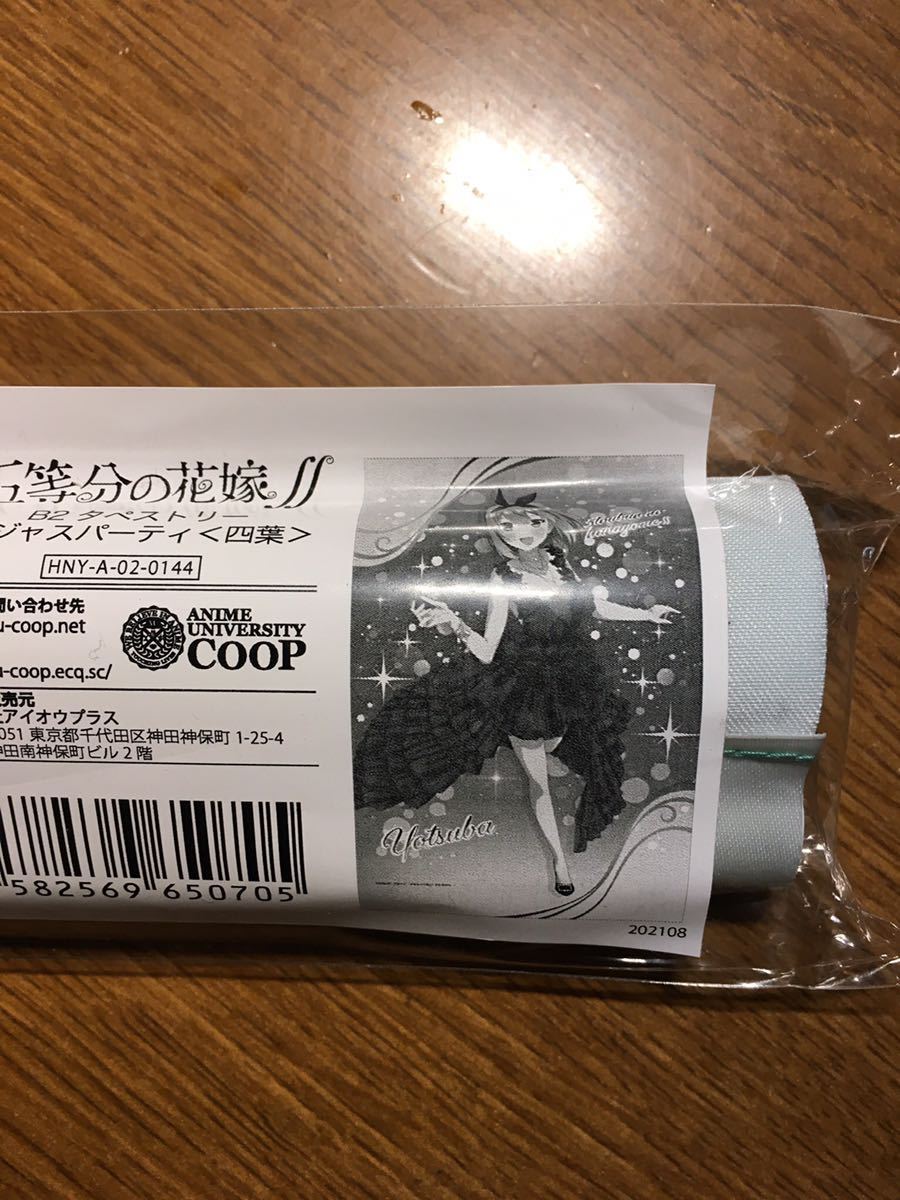 五等分の花嫁∬
B2タペストリー
ジャスパーティ<四葉>
HNY-A-02-0144
問い合わせ先
u-coop.net
u-coop.ecq.sc/
ANIME
UNIVERSITY
COOP
売元
アイオウプラス
051 東京都千代田区神田神保町 1-25-4
神田南神保町ビル2階
582569 650705
5Toubun no
hanayome∬
Yotsuba
202108